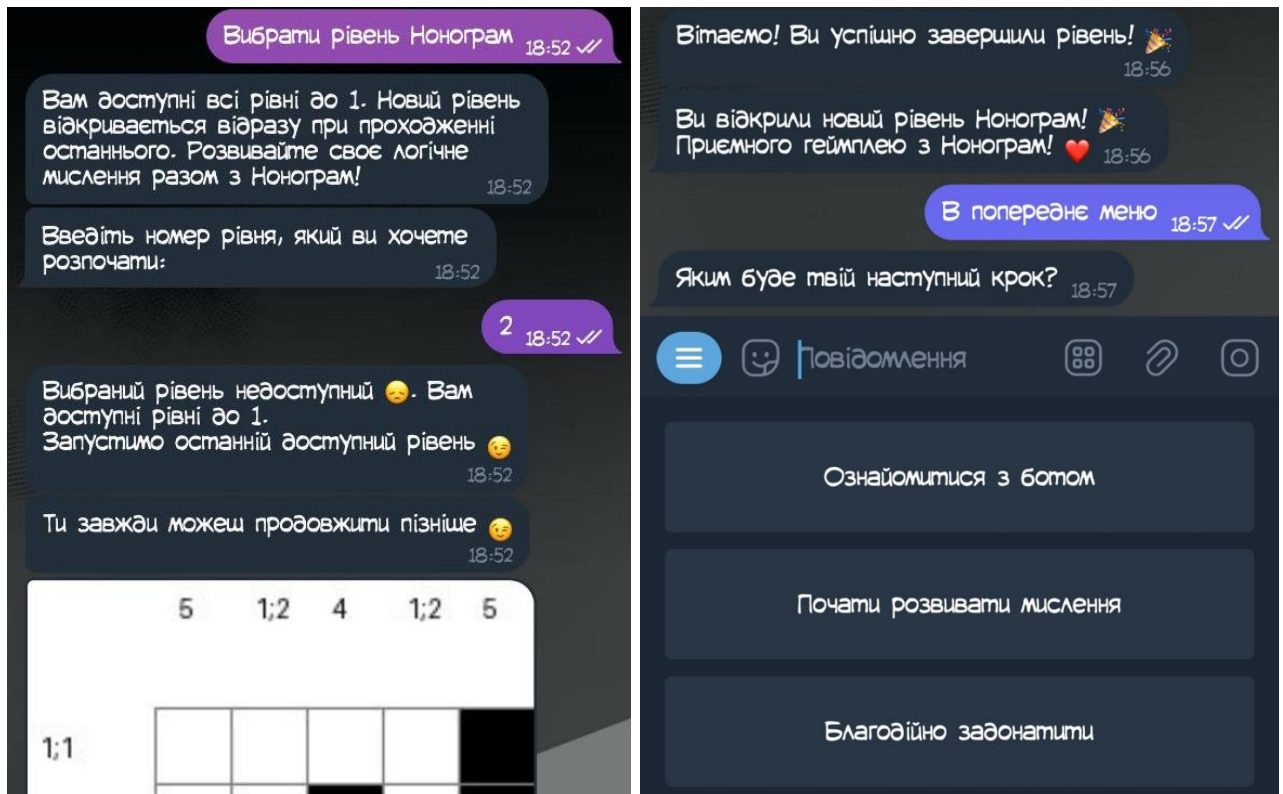 Вибрати рівень Нонограм 18:52
Вам доступні всі рівні до 1. Новий рівень
відкривається відразу при проходженні
останнього. Розвивайте своє логічне
мислення разом з Нонограм!
18:52
Введіть номер рівня, який ви хочете
розпочати:
18:52
2 18:52
Вибраний рівень недоступний 😞. Вам
доступні рівні до 1.
Запустимо останній доступний рівень 😉
18:52
Ти завжди можеш продовжити пізніше 😉
18:52
5 1;2 4 1;2 5
1;1
Вітаємо! Ви успішно завершили рівень! 🎉
18:56
Ви відкрили новий рівень Нонограм! 🎉
Приємного геймплею з Нонограм! ❤️ 18:56
В попереднє меню 18:57
Яким буде твій наступний крок? 18:57
Повідомлення
Ознайомитися з ботом
Почати розвивати мислення
Благодійно задонатити